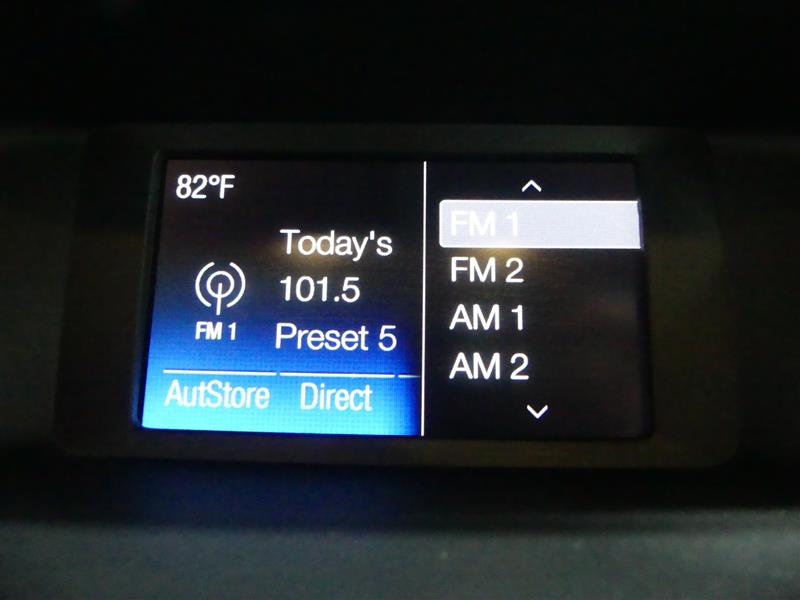 82°F
Today's
101.5
FM 1
Preset 5
AutStore Direct
FM 1
FM 2
AM 1
AM 2